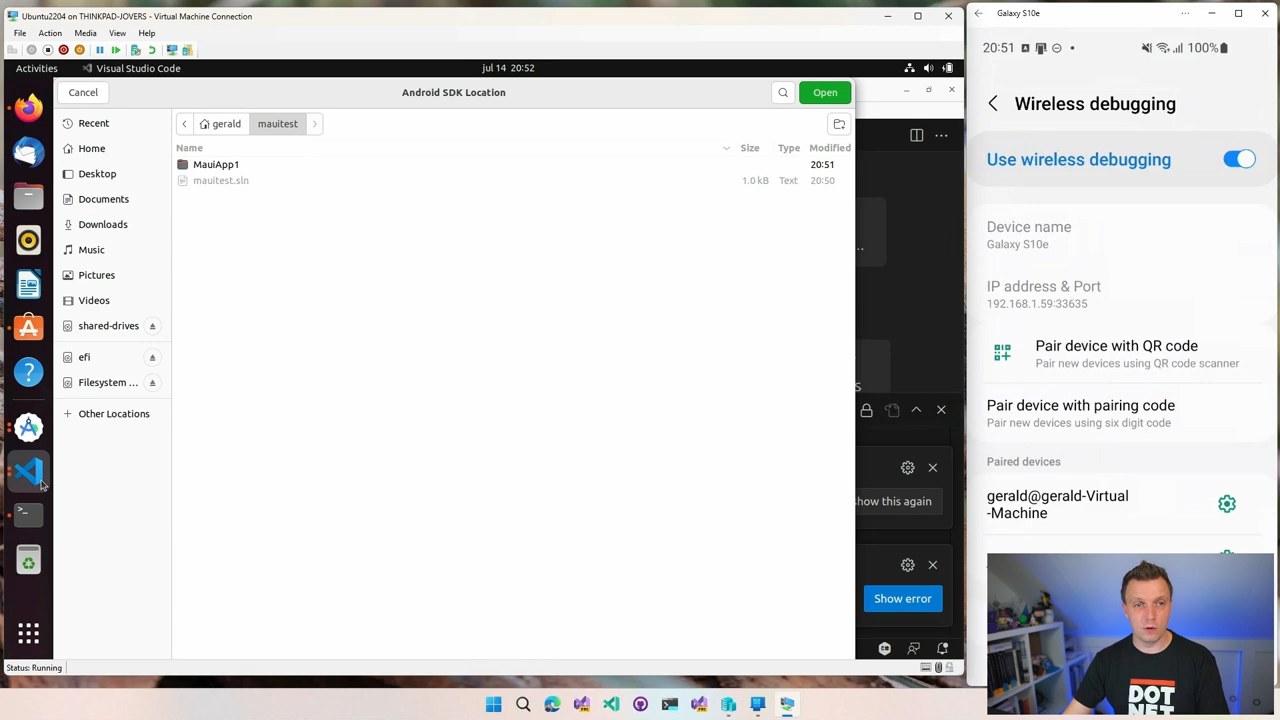 Ubuntu2204 on THINKPAD-JOVERS - Virtual Machine Connection
File Action Media View Help
Activities
Visual Studio Code
jul 14 20:52
Cancel
Android SDK Location
Open
Recent
Home
Desktop
Documents
Downloads
Music
Pictures
Videos
shared-drives
efi
Filesystem ...
Other Locations
gerald
mauitest
Name Size Type Modified
MauiApp1 20:51
mauitest.sln 1.0 kB Text 20:50
...
s
how this again
Show error
Status: Running
Galaxy S10e
20:51 100%
Wireless debugging
Use wireless debugging
Device name
Galaxy S10e
IP address & Port
192.168.1.59:33635
Pair device with QR code
Pair new devices using QR code scanner
Pair device with pairing code
Pair new devices using six digit code
Paired devices
gerald@gerald-Virtual
-Machine
DOT
NET